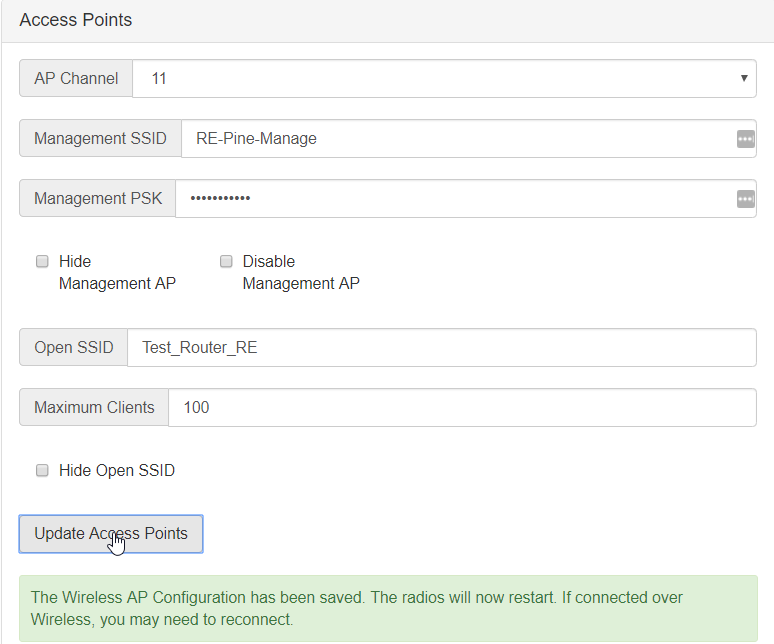 Access Points
AP Channel 11
Management SSID RE-Pine-Manage
Management PSK •••••••••••
Hide Disable
Management AP Management AP
Open SSID Test_Router_RE
Maximum Clients 100
Hide Open SSID
Update Access Points
The Wireless AP Configuration has been saved. The radios will now restart. If connected over
Wireless, you may need to reconnect.